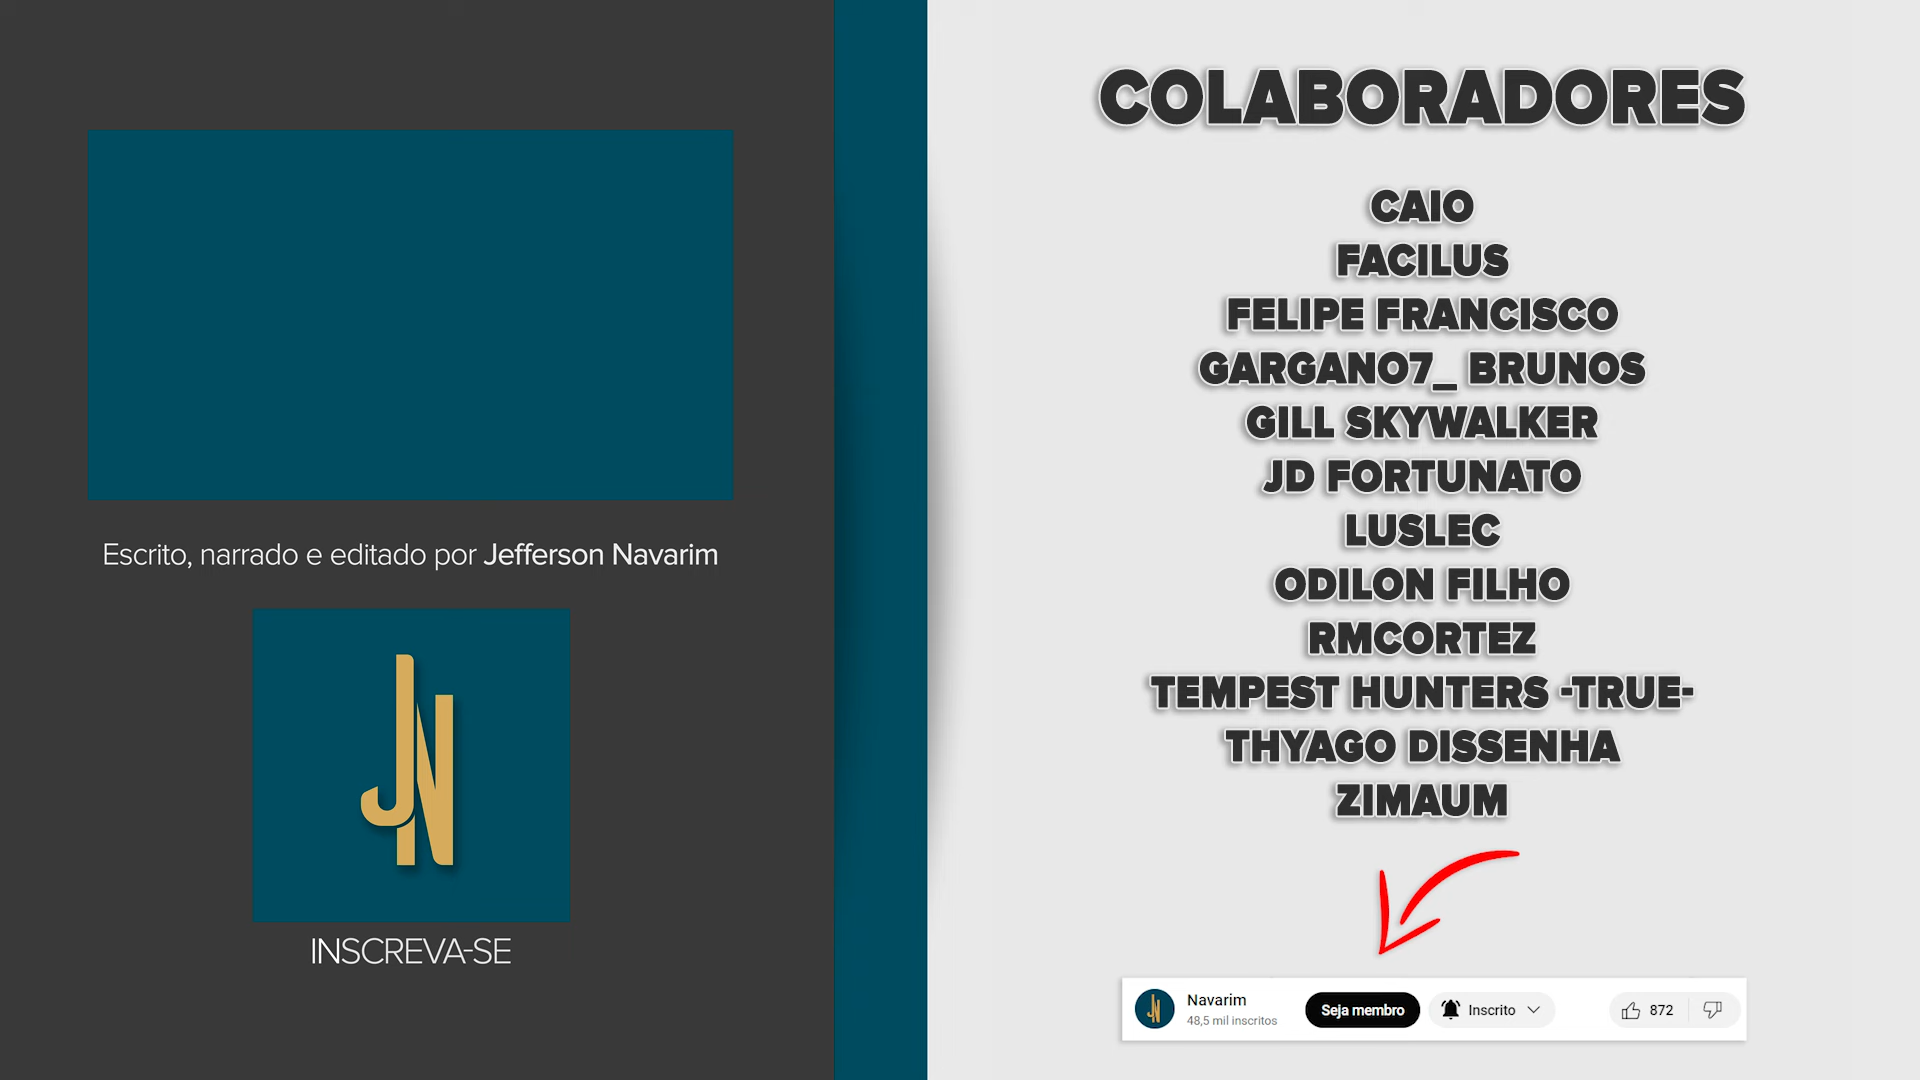 Escrito, narrado e editado por Jefferson Navarim
JN
INSCREVA-SE
COLABORADORES
CAIO
FACILUS
FELIPE FRANCISCO
GARGANO7_ BRUNOS
GILL SKYWALKER
JD FORTUNATO
LUSLEC
ODILON FILHO
RMCORTEZ
TEMPEST HUNTERS -TRUE-
THYAGO DISSENHA
ZIMAUM
JN
Navarim
48,5 mil inscritos
Seja membro
Inscrito
872